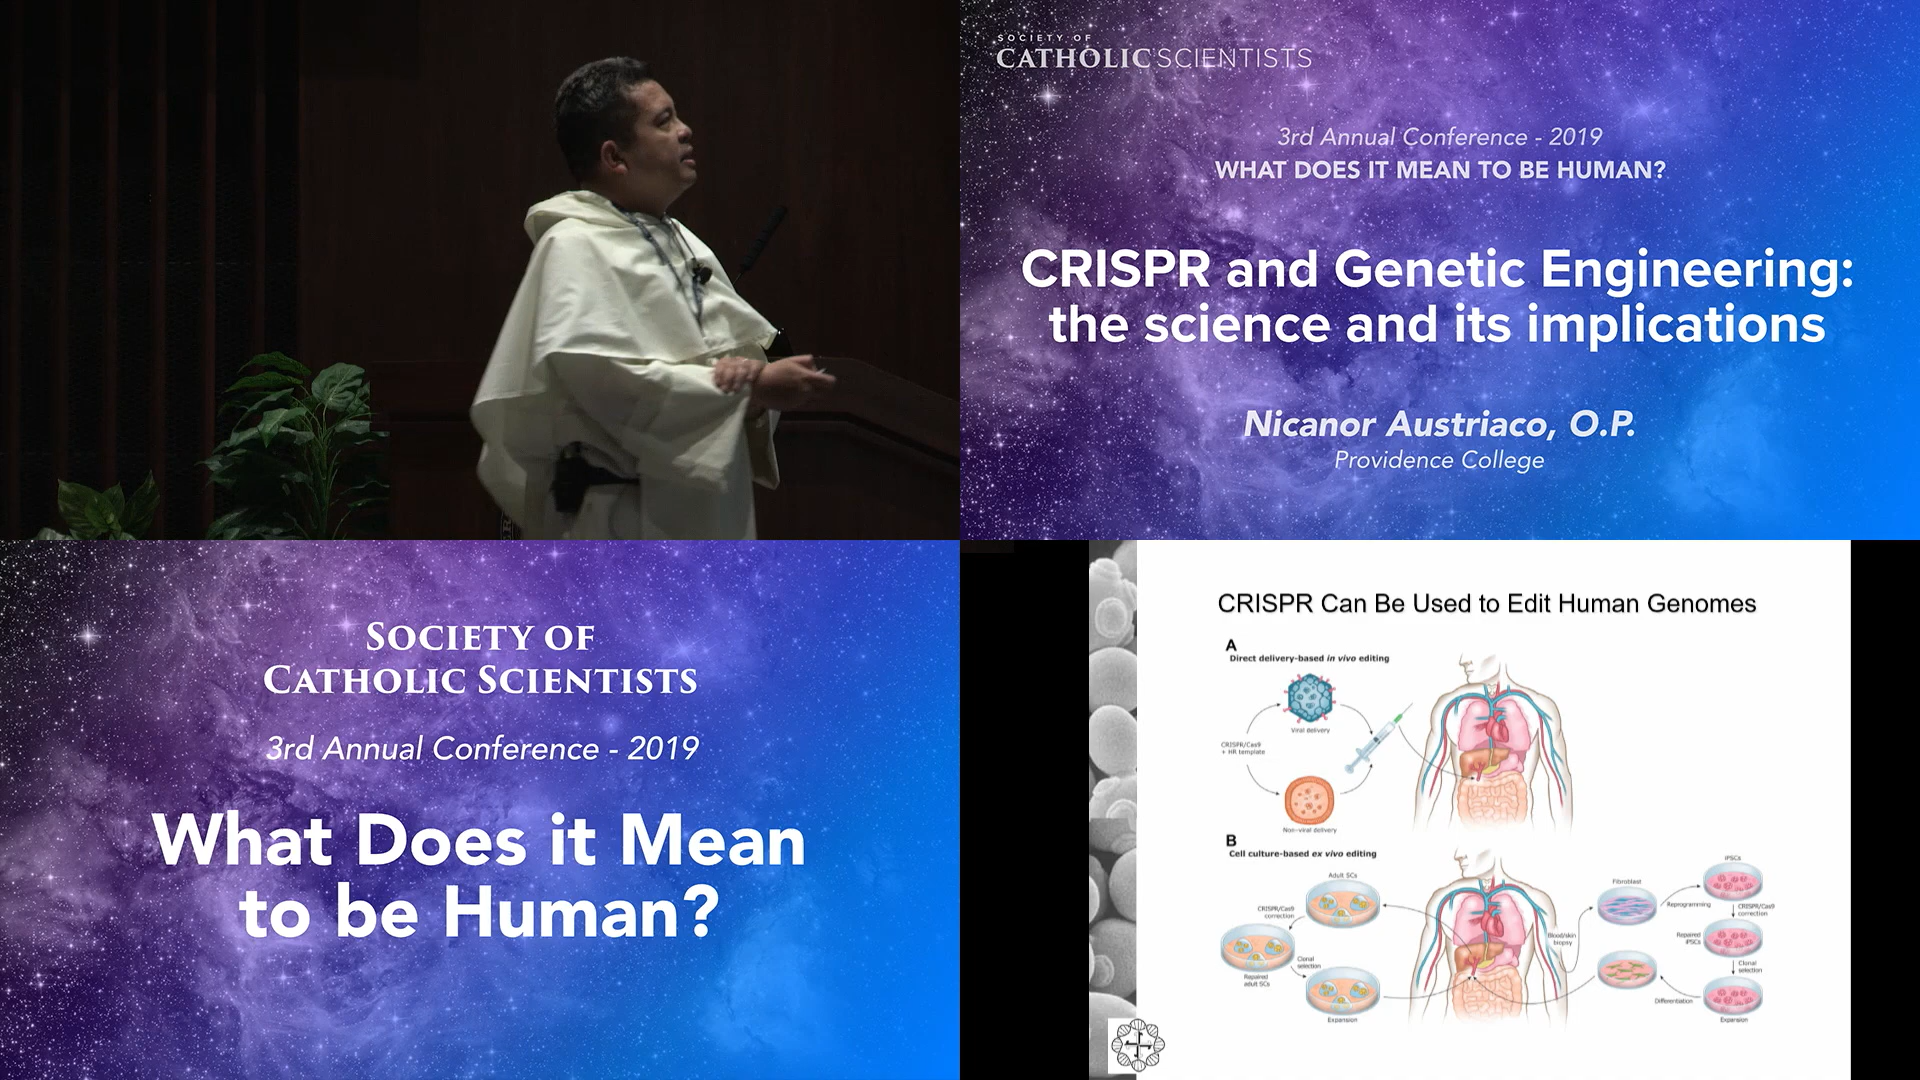 SOCIETY OF
CATHOLIC SCIENTISTS
3rd Annual Conference - 2019
WHAT DOES IT MEAN TO BE HUMAN?
CRISPR and Genetic Engineering:
the science and its implications
Nicanor Austriaco, O.P.
Providence College
SOCIETY OF
CATHOLIC SCIENTISTS
3rd Annual Conference - 2019
What Does it Mean
to be Human?
CRISPR Can Be Used to Edit Human Genomes
A
Direct delivery-based in vivo editing
Viral delivery
CRISPR/Cas9
+ HR template
Non-viral delivery
B
Cell culture-based ex vivo editing
Adult SCs
CRISPR/Cas9
correction
Repaired
adult SCs
Clonal
selection
Expansion
Blood/skin
biopsy
Fibroblast
Reprogramming
iPSCs
CRISPR/Cas9
correction
Repaired
iPSCs
Clonal
selection
Differentiation
Expansion